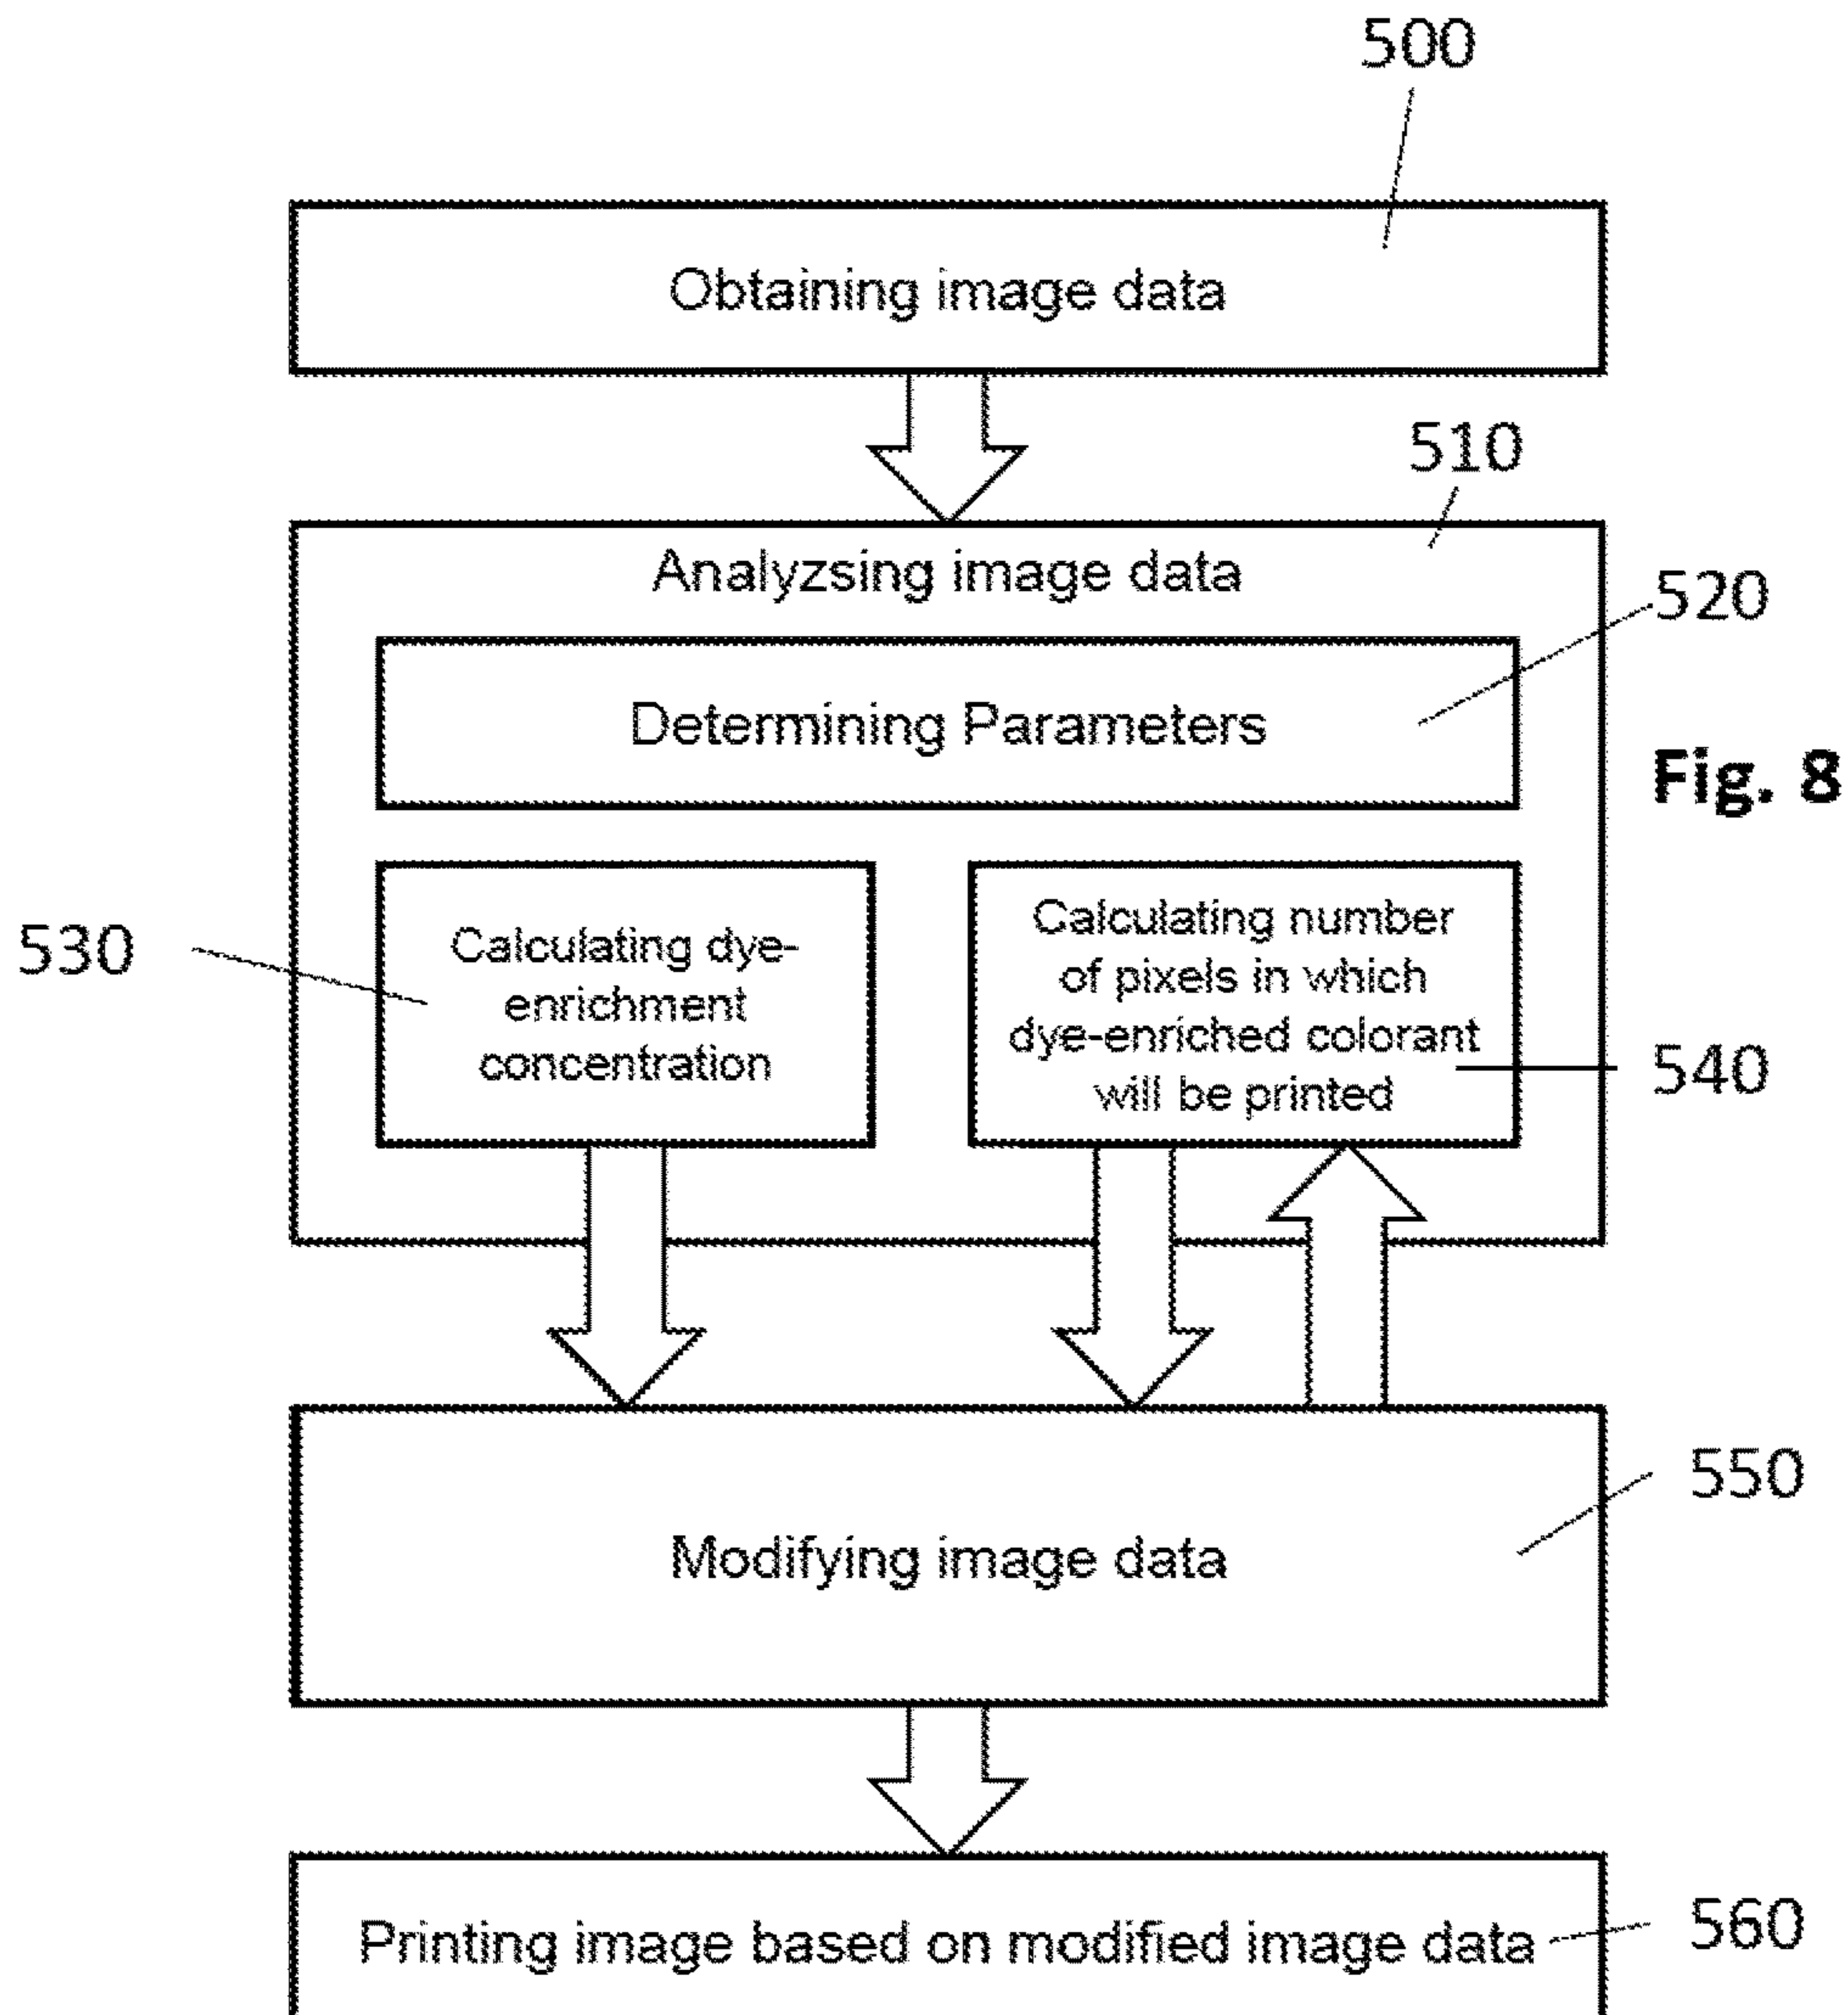 500
Obtaining image data
510
Analyzsing image data
520
Determining Parameters
Fig. 8
530
Calculating dye-
enrichment
concentration
Calculating number
of pixels in which
dye-enriched colorant
will be printed
540
550
Modifying image data
Printing image based on modified image data
560